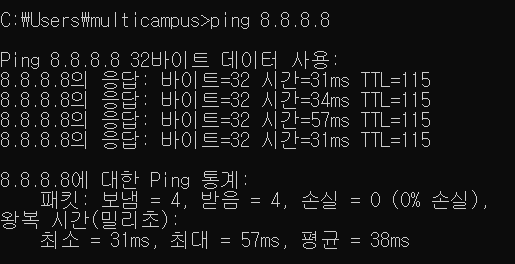 C:\Users\multicampus>ping 8.8.8.8
Ping 8.8.8.8 32바이트 데이터 사용:
8.8.8.8의 응답: 바이트=32 시간=31ms TTL=115
8.8.8.8의 응답: 바이트=32 시간=34ms TTL=115
8.8.8.8의 응답: 바이트=32 시간=57ms TTL=115
8.8.8.8의 응답: 바이트=32 시간=31ms TTL=115
8.8.8.8에 대한 Ping 통계:
패킷: 보냄 = 4, 받음 = 4, 손실 = 0 (0% 손실),
왕복 시간(밀리초):
최소 = 31ms, 최대 = 57ms, 평균 = 38ms